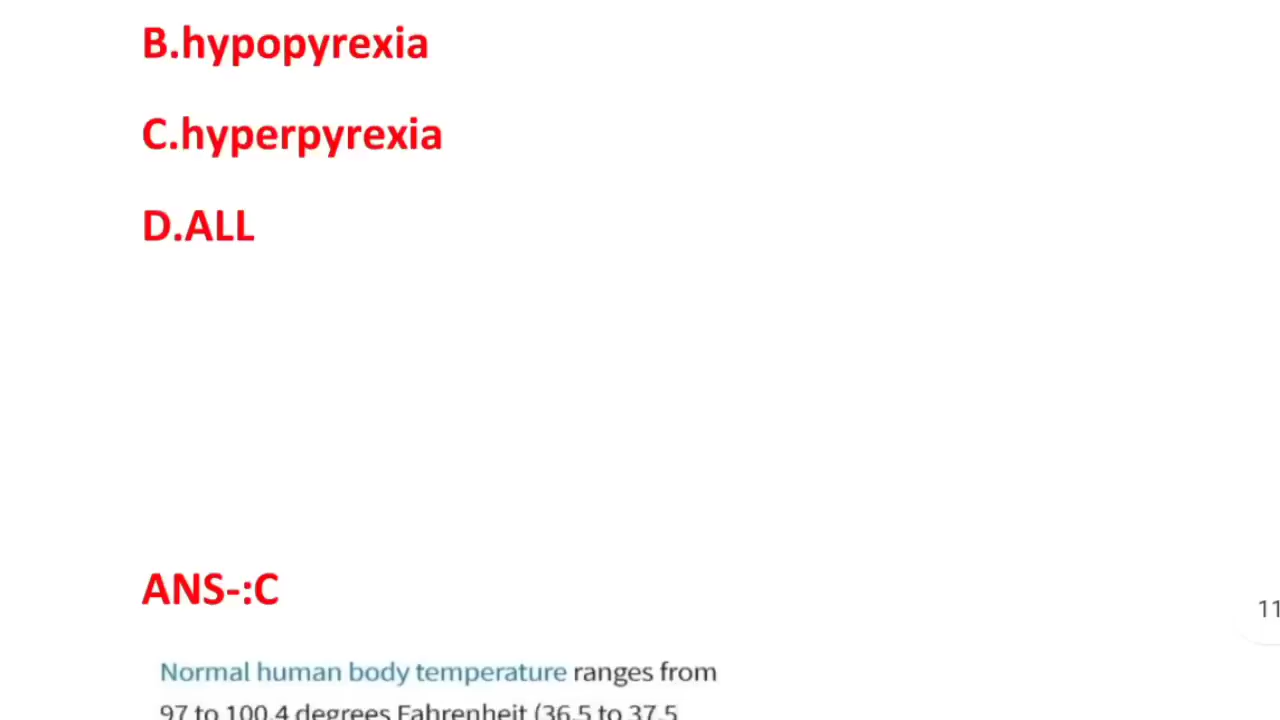 B.hypopyrexia
C.hyperpyrexia
D.ALL
ANS-:C
11
Normal human body temperature ranges from
97 to 100.4 degrees Fahrenheit (36.5 to 37.5